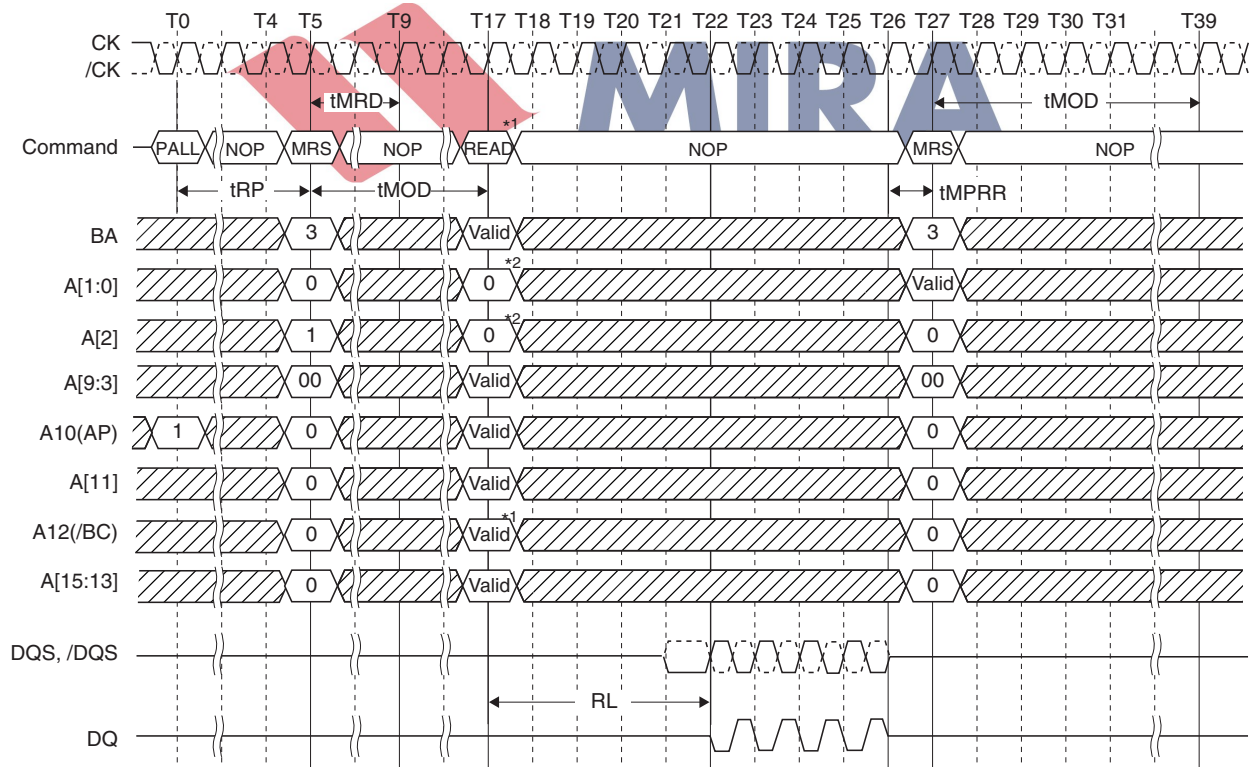 T0 T4 T5 T9 T17 T18 T19 T20 T21 T22 T23 T24 T25 T26 T27 T28 T29 T30 T31 T39
CK
/CK
MIRA
tMRD tMOD
Command PALL NOP MRS NOP READ *1 NOP MRS NOP
tRP tMOD tMPRR
BA 3 Valid 3
A[1:0] 0 0 *2 Valid
A[2] 1 0 *2 0
A[9:3] 00 Valid 00
A10(AP) 1 0 Valid 0
A[11] 0 Valid 0
A12(/BC) 0 Valid *1 0
A[15:13] 0 Valid 0
DQS, /DQS
RL
DQ